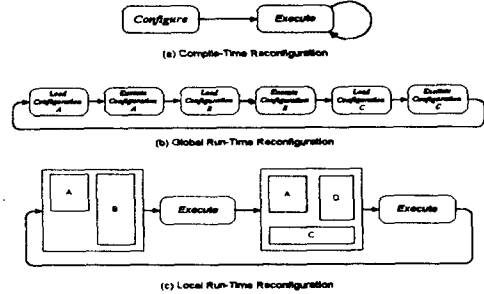 Configure
Execute
(a) Compile-Time Reconfiguration
Load
Configuration
A
Execute
Configuration
A
Load
Configuration
B
Execute
Configuration
B
Load
Configuration
C
Execute
Configuration
C
(b) Global Run-Time Reconfiguration
A
B
Execute
A
D
C
Execute
(c) Local Run-Time Reconfiguration